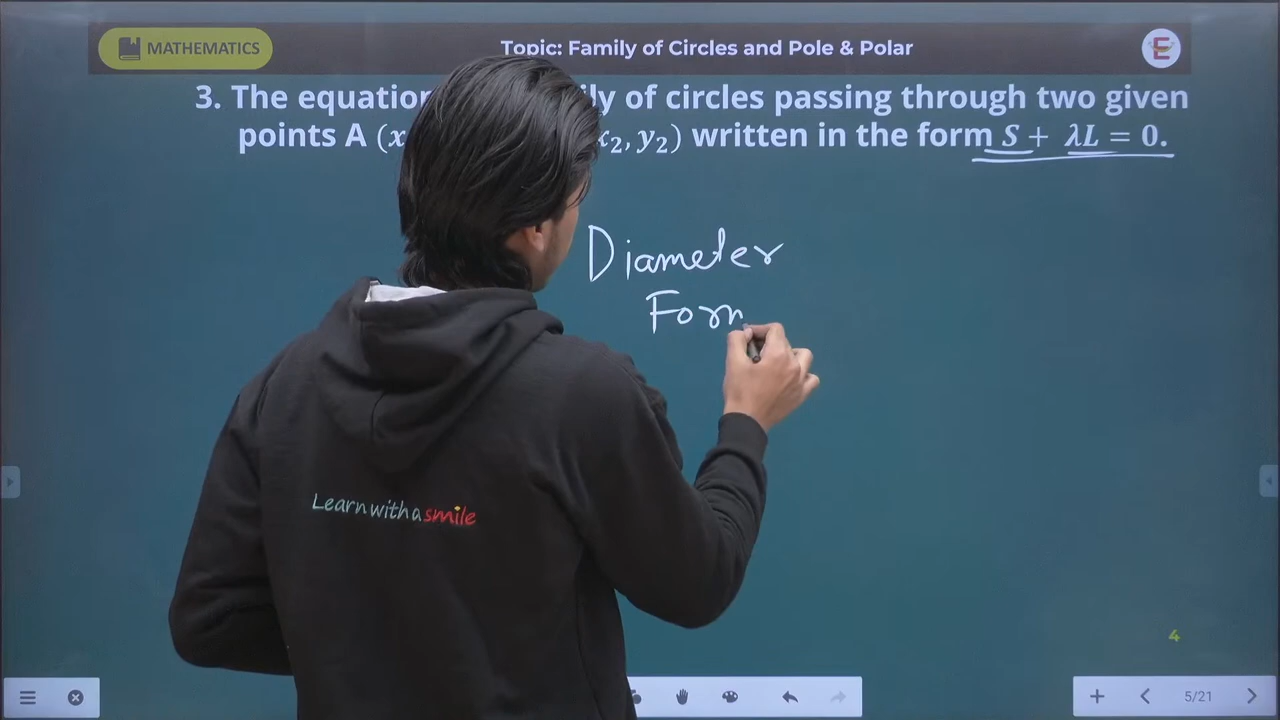 MATHEMATICS
Topic: Family of Circles and Pole & Polar
E
3. The equation ily of circles passing through two given
points A (x x₂, y₂) written in the form S + λL = 0.
Diameter
Form
Learn with a smile
4
5/21